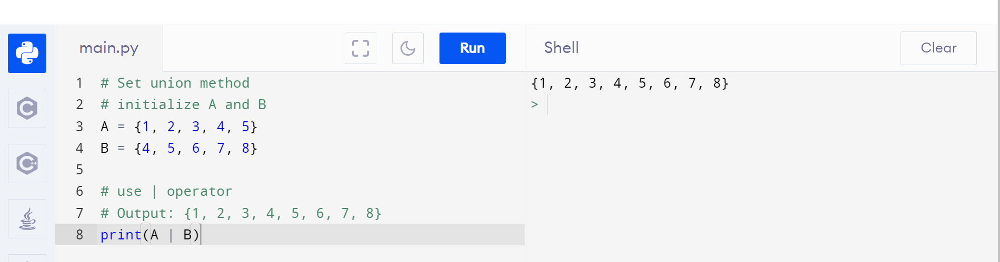 main.py
Run
Shell
Clear
1 # Set union method
2 # initialize A and B
3 A = {1, 2, 3, 4, 5}
4 B = {4, 5, 6, 7, 8}
5
6 # use | operator
7 # Output: {1, 2, 3, 4, 5, 6, 7, 8}
8 print(A | B)
{1, 2, 3, 4, 5, 6, 7, 8}
>
C
C++